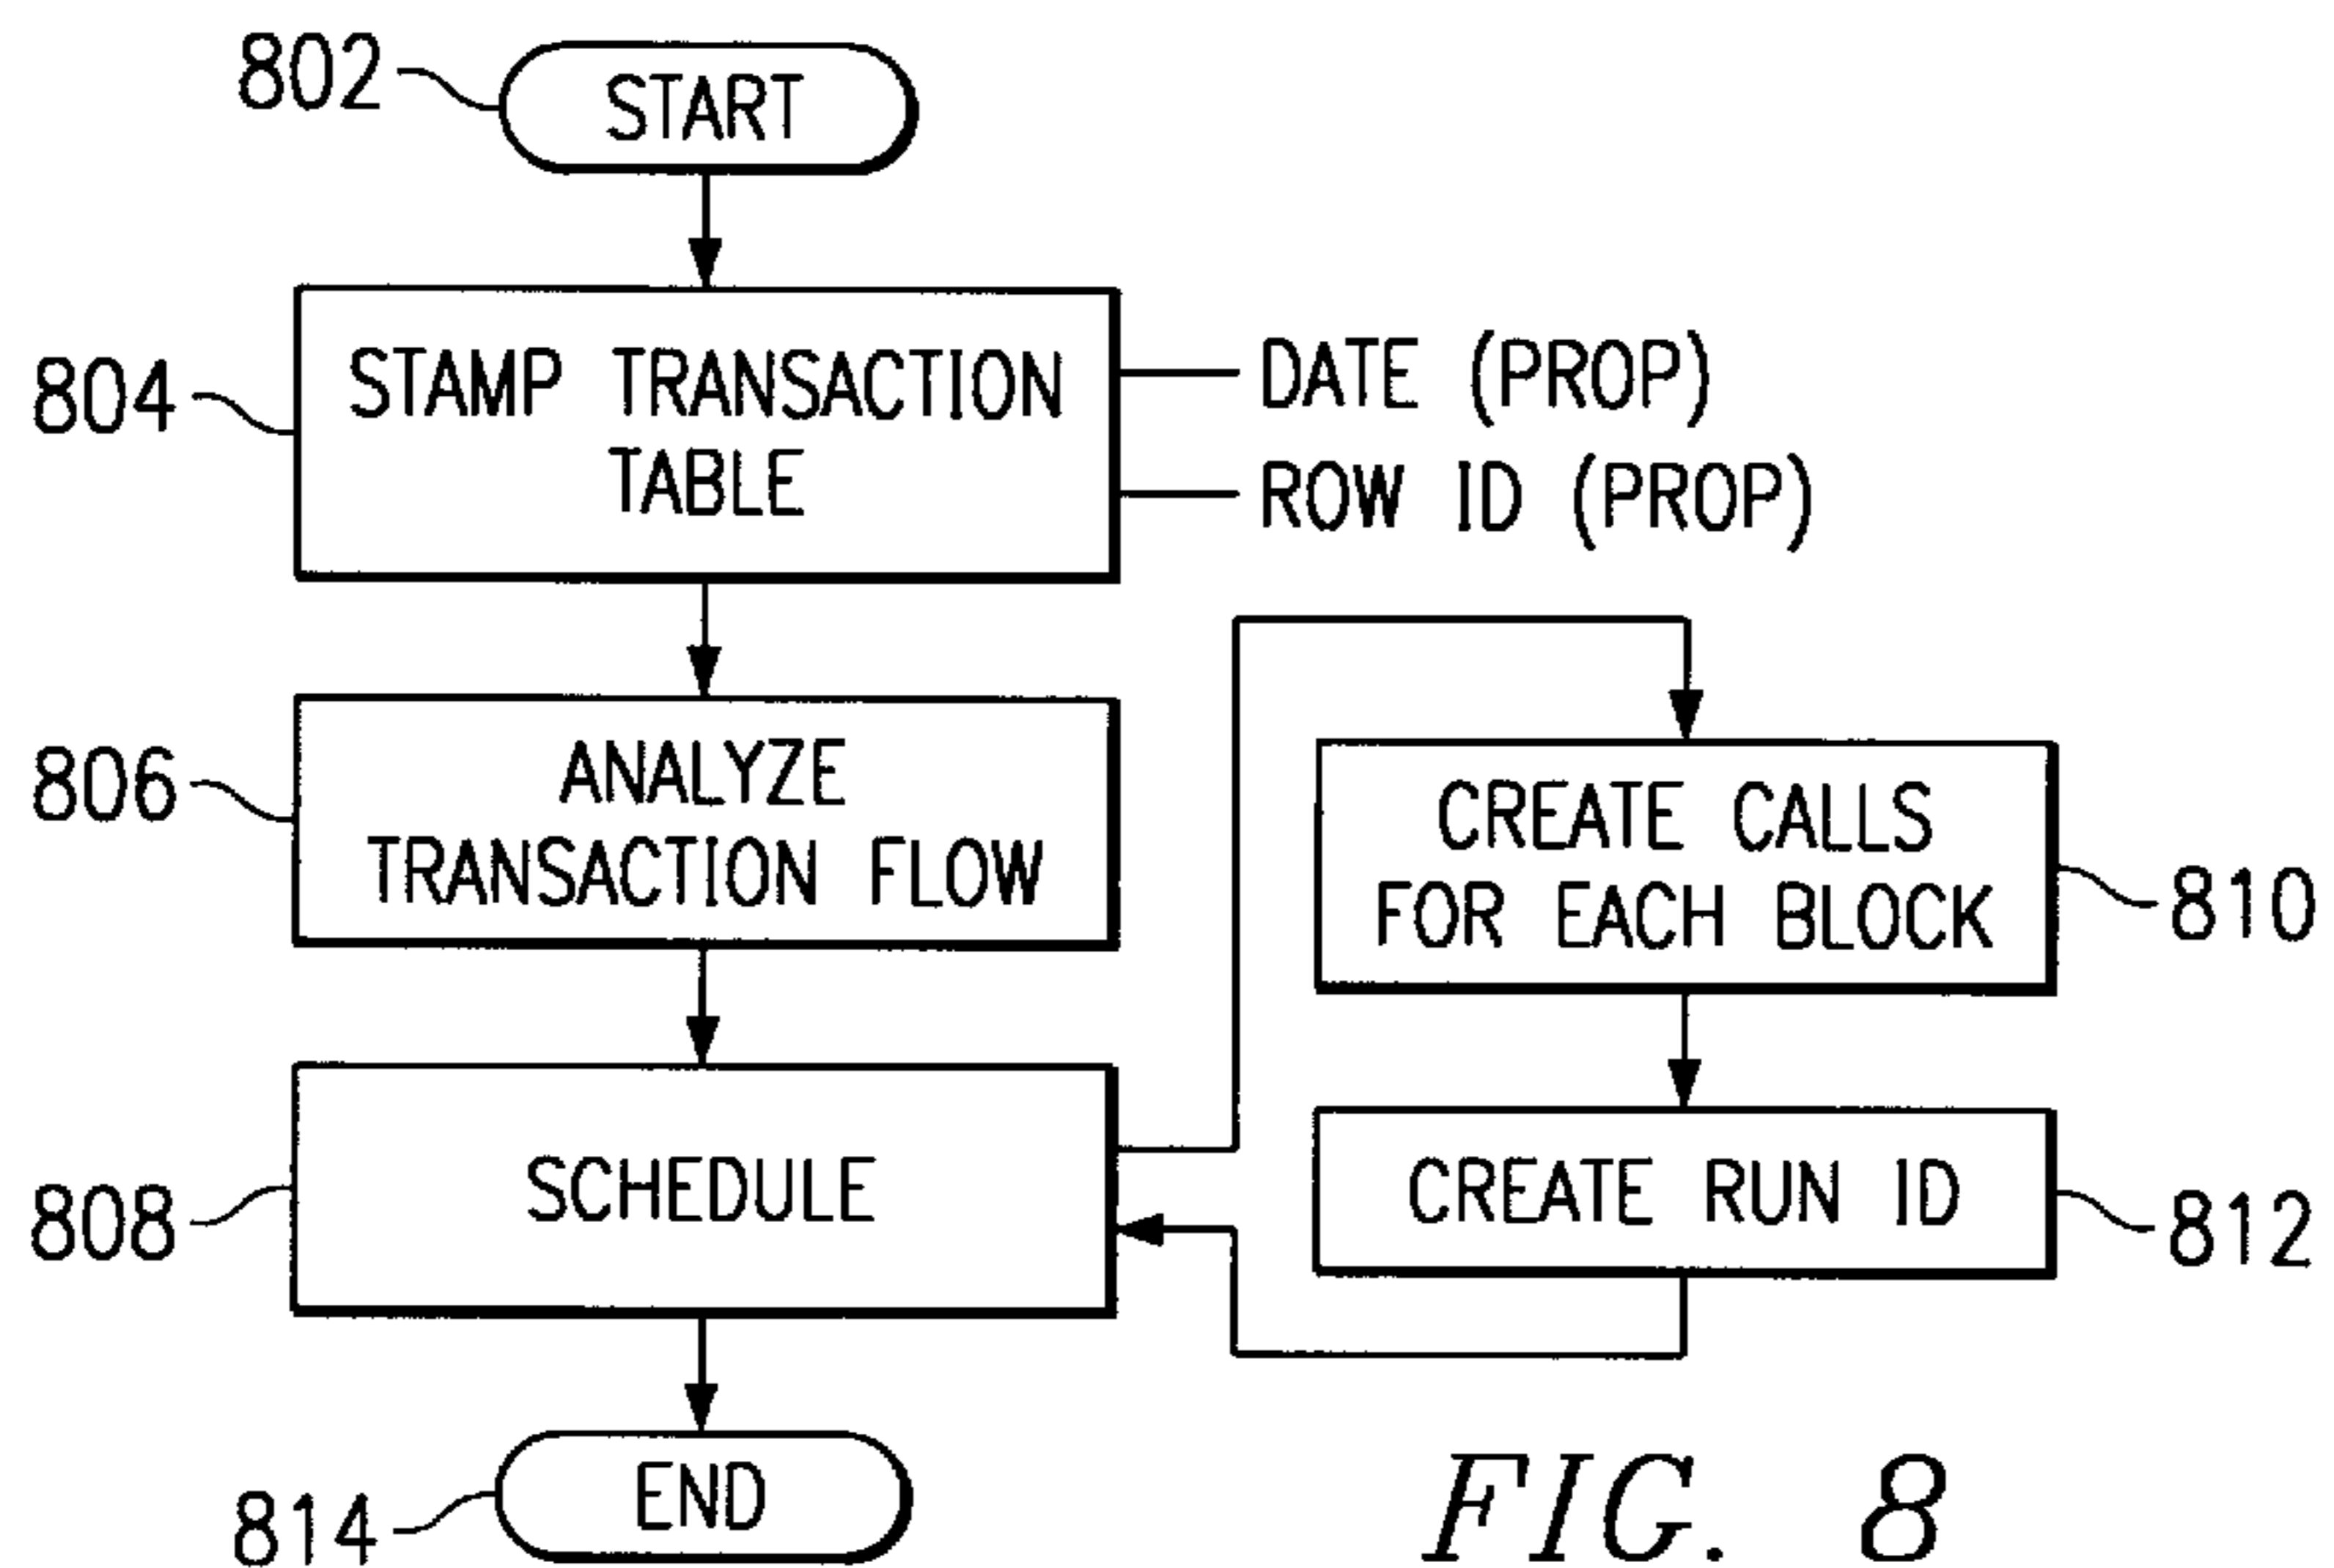 802
START
804
STAMP TRANSACTION
TABLE
DATE (PROP)
ROW ID (PROP)
806
ANALYZE
TRANSACTION FLOW
808
SCHEDULE
CREATE CALLS
FOR EACH BLOCK
810
CREATE RUN ID
812
814
END
FIG. 8